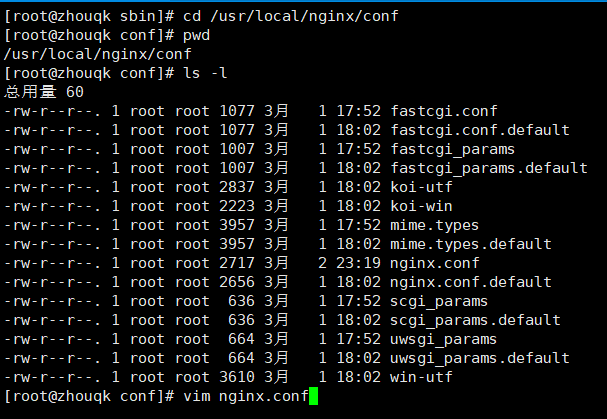 [root@zhouqk sbin]# cd /usr/local/nginx/conf
[root@zhouqk conf]# pwd
/usr/local/nginx/conf
[root@zhouqk conf]# ls -l
总用量 60
-rw-r--r--. 1 root root 1077 3月   1 17:52 fastcgi.conf
-rw-r--r--. 1 root root 1077 3月   1 18:02 fastcgi.conf.default
-rw-r--r--. 1 root root 1007 3月   1 17:52 fastcgi_params
-rw-r--r--. 1 root root 1007 3月   1 18:02 fastcgi_params.default
-rw-r--r--. 1 root root 2837 3月   1 18:02 koi-utf
-rw-r--r--. 1 root root 2223 3月   1 18:02 koi-win
-rw-r--r--. 1 root root 3957 3月   1 17:52 mime.types
-rw-r--r--. 1 root root 3957 3月   1 18:02 mime.types.default
-rw-r--r--. 1 root root 2717 3月   2 23:19 nginx.conf
-rw-r--r--. 1 root root 2656 3月   1 18:02 nginx.conf.default
-rw-r--r--. 1 root root  636 3月   1 17:52 scgi_params
-rw-r--r--. 1 root root  636 3月   1 18:02 scgi_params.default
-rw-r--r--. 1 root root  664 3月   1 17:52 uwsgi_params
-rw-r--r--. 1 root root  664 3月   1 18:02 uwsgi_params.default
-rw-r--r--. 1 root root 3610 3月   1 18:02 win-utf
[root@zhouqk conf]# vim nginx.conf